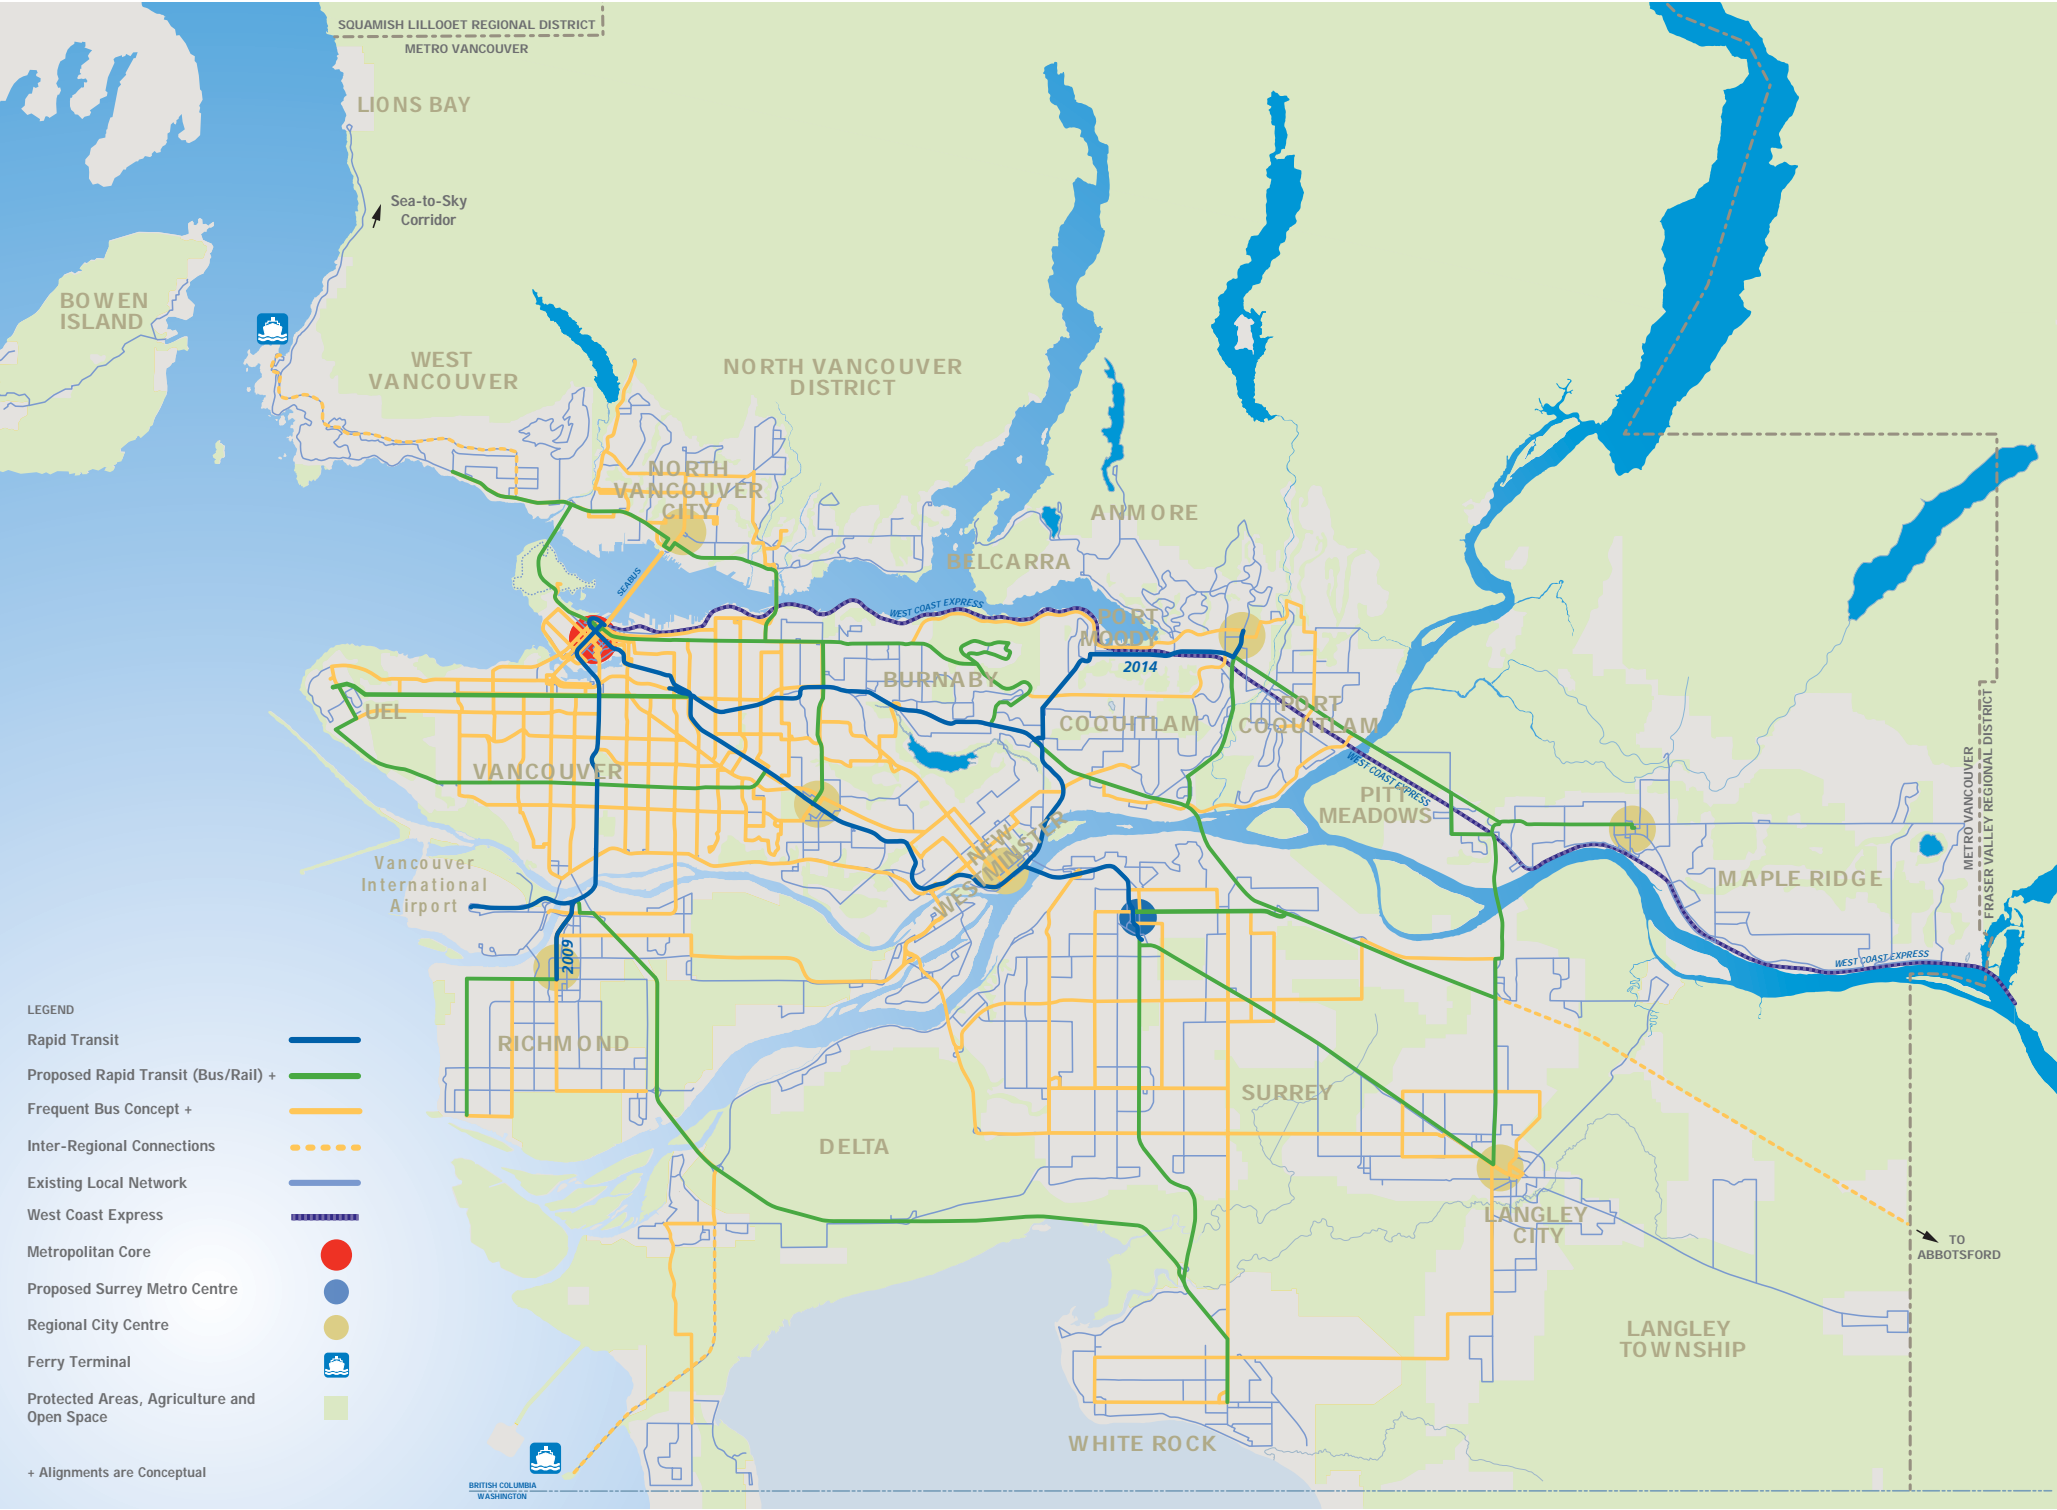 SQUAMISH LILLOOET REGIONAL DISTRICT
METRO VANCOUVER
LIONS BAY
Sea-to-Sky
Corridor
BOWEN
ISLAND
WEST
VANCOUVER
NORTH VANCOUVER
DISTRICT
NORTH
VANCOUVER
CITY
ANMORE
BELCARRA
SEABUS
WEST COAST EXPRESS
PORT
MOODY
2014
BURNABY
UEL
COQUITLAM
PORT
COQUITLAM
VANCOUVER
WEST COAST EXPRESS
PITT
MEADOWS
NEW
WESTMINSTER
METRO VANCOUVER
FRASER VALLEY REGIONAL DISTRICT
Vancouver
International
Airport
MAPLE RIDGE
2009
WEST COAST EXPRESS
RICHMOND
SURREY
DELTA
LANGLEY
CITY
TO
ABBOTSFORD
LANGLEY
TOWNSHIP
WHITE ROCK
LEGEND
Rapid Transit
Proposed Rapid Transit (Bus/Rail) +
Frequent Bus Concept +
Inter-Regional Connections
Existing Local Network
West Coast Express
Metropolitan Core
Proposed Surrey Metro Centre
Regional City Centre
Ferry Terminal
Protected Areas, Agriculture and
Open Space
+ Alignments are Conceptual
BRITISH COLUMBIA
WASHINGTON